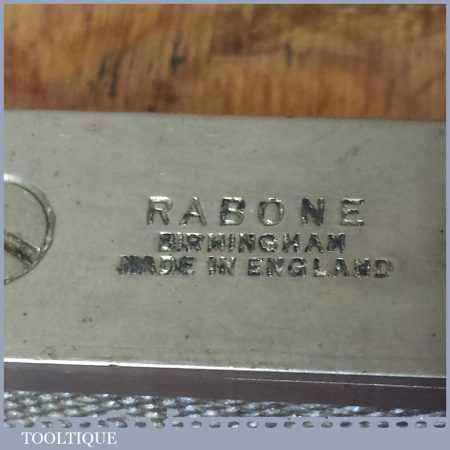 RABONE
BIRMINGHAM
MADE IN ENGLAND
TOOLTIQUE